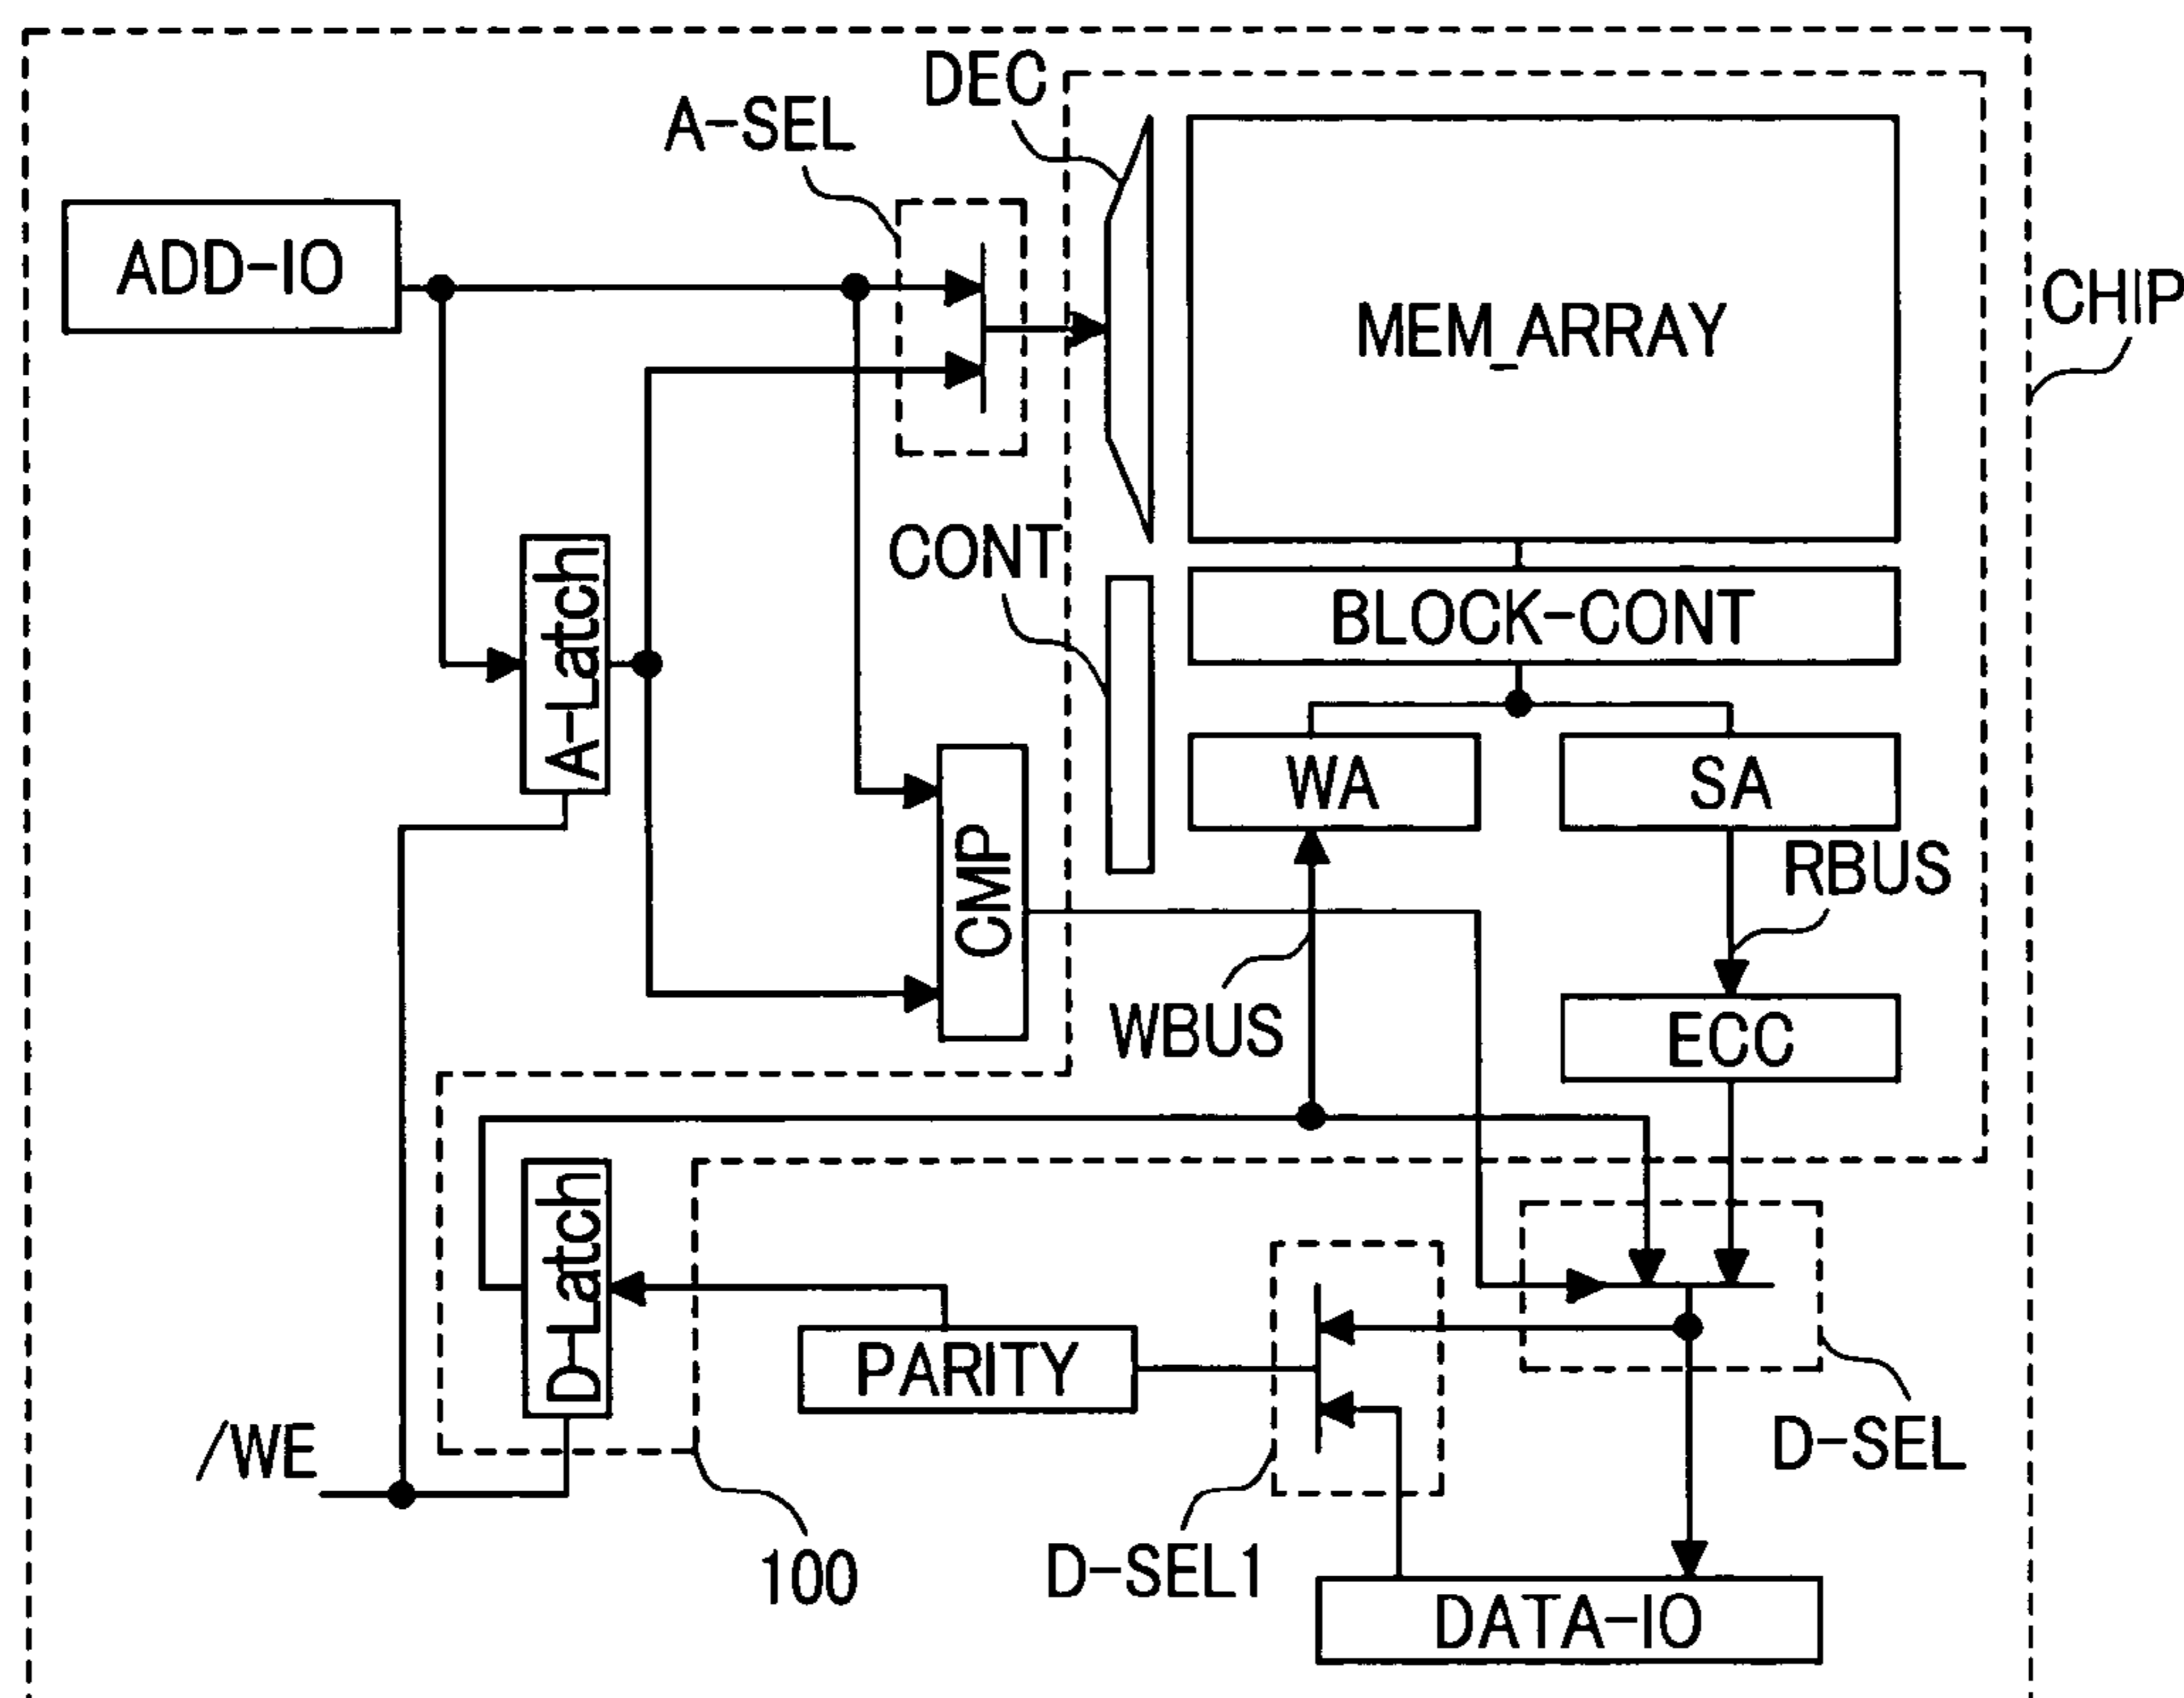 DEC
A-SEL
ADD-IO
MEM_ARRAY
CHIP
CONT
A-Latch
BLOCK-CONT
WA
SA
RBUS
CMP
WBUS
ECC
D-Latch
PARITY
/WE
D-SEL
100
D-SEL1
DATA-IO